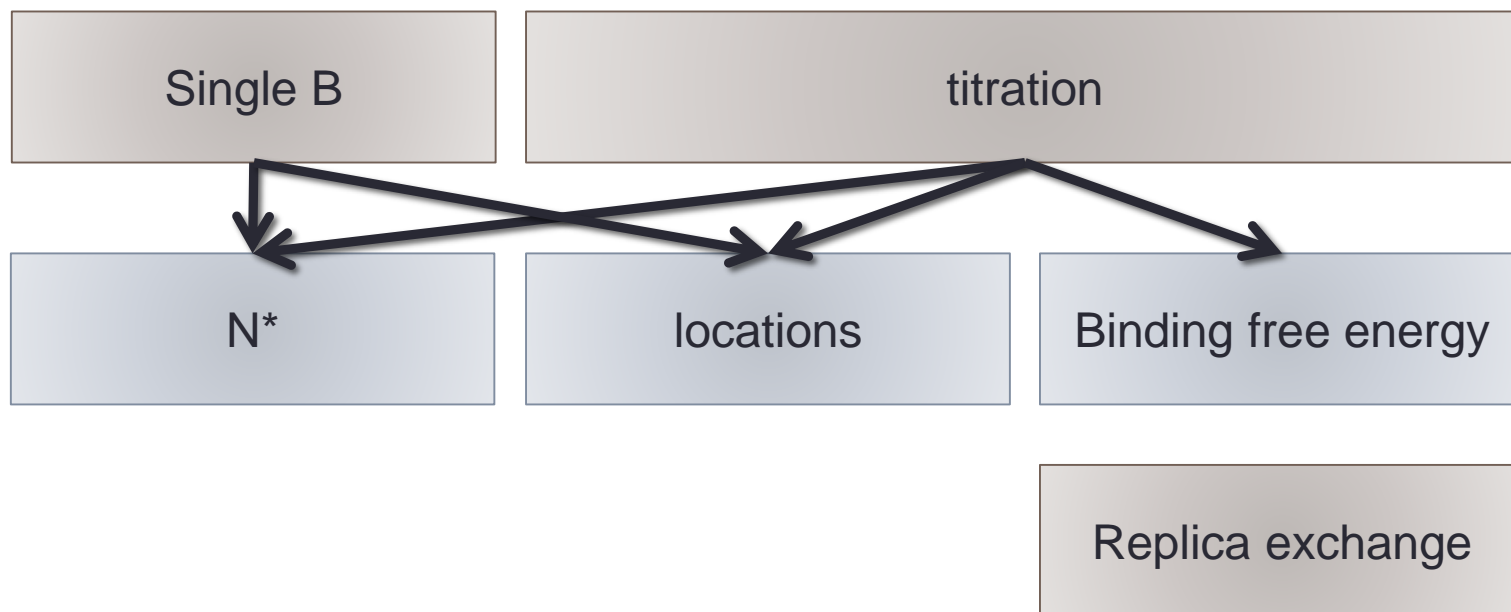 Single B
titration
N*
locations
Binding free energy
Replica exchange